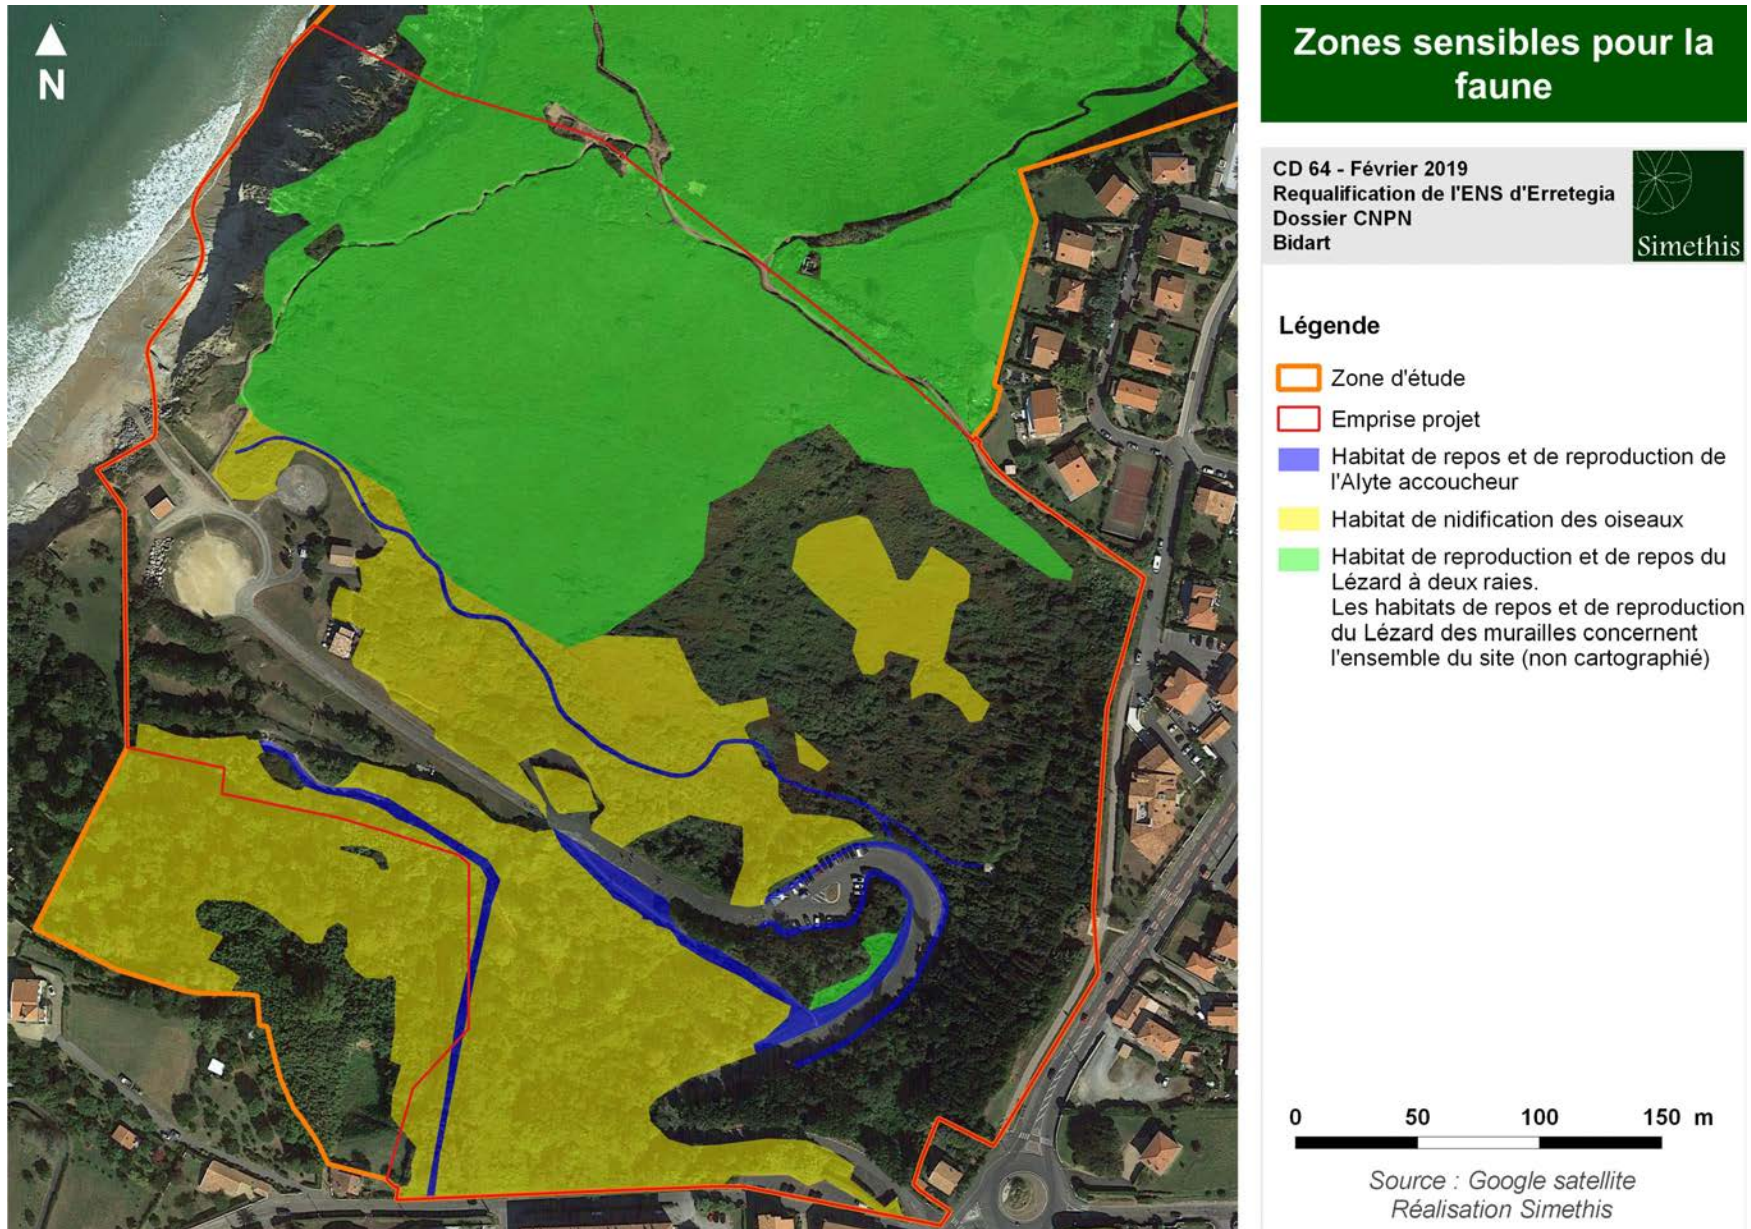 N
Zones sensibles pour la
faune
CD 64 - Février 2019
Requalification de l'ENS d'Erretegia
Dossier CNPN
Bidart
Simethis
Légende
Zone d'étude
Emprise projet
Habitat de repos et de reproduction de
l'Alyte accoucheur
Habitat de nidification des oiseaux
Habitat de reproduction et de repos du
Lézard à deux raies.
Les habitats de repos et de reproduction
du Lézard des murailles concernent
l'ensemble du site (non cartographié)
0 50 100 150 m
Source : Google satellite
Réalisation Simethis